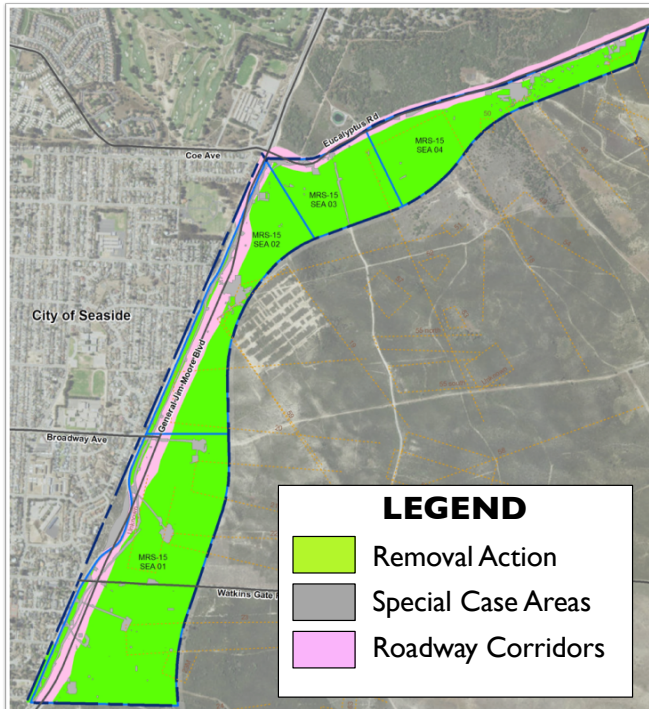 Coe Ave
Eucalyptus Rd
50
MRS-15
SEA 04
MRS-15
SEA 03
MRS-15
SEA 02
City of Seaside
General Jim Moore Blvd
Broadway Ave
MRS-15
SEA 01
Watkins Gate
LEGEND
Removal Action
Special Case Areas
Roadway Corridors